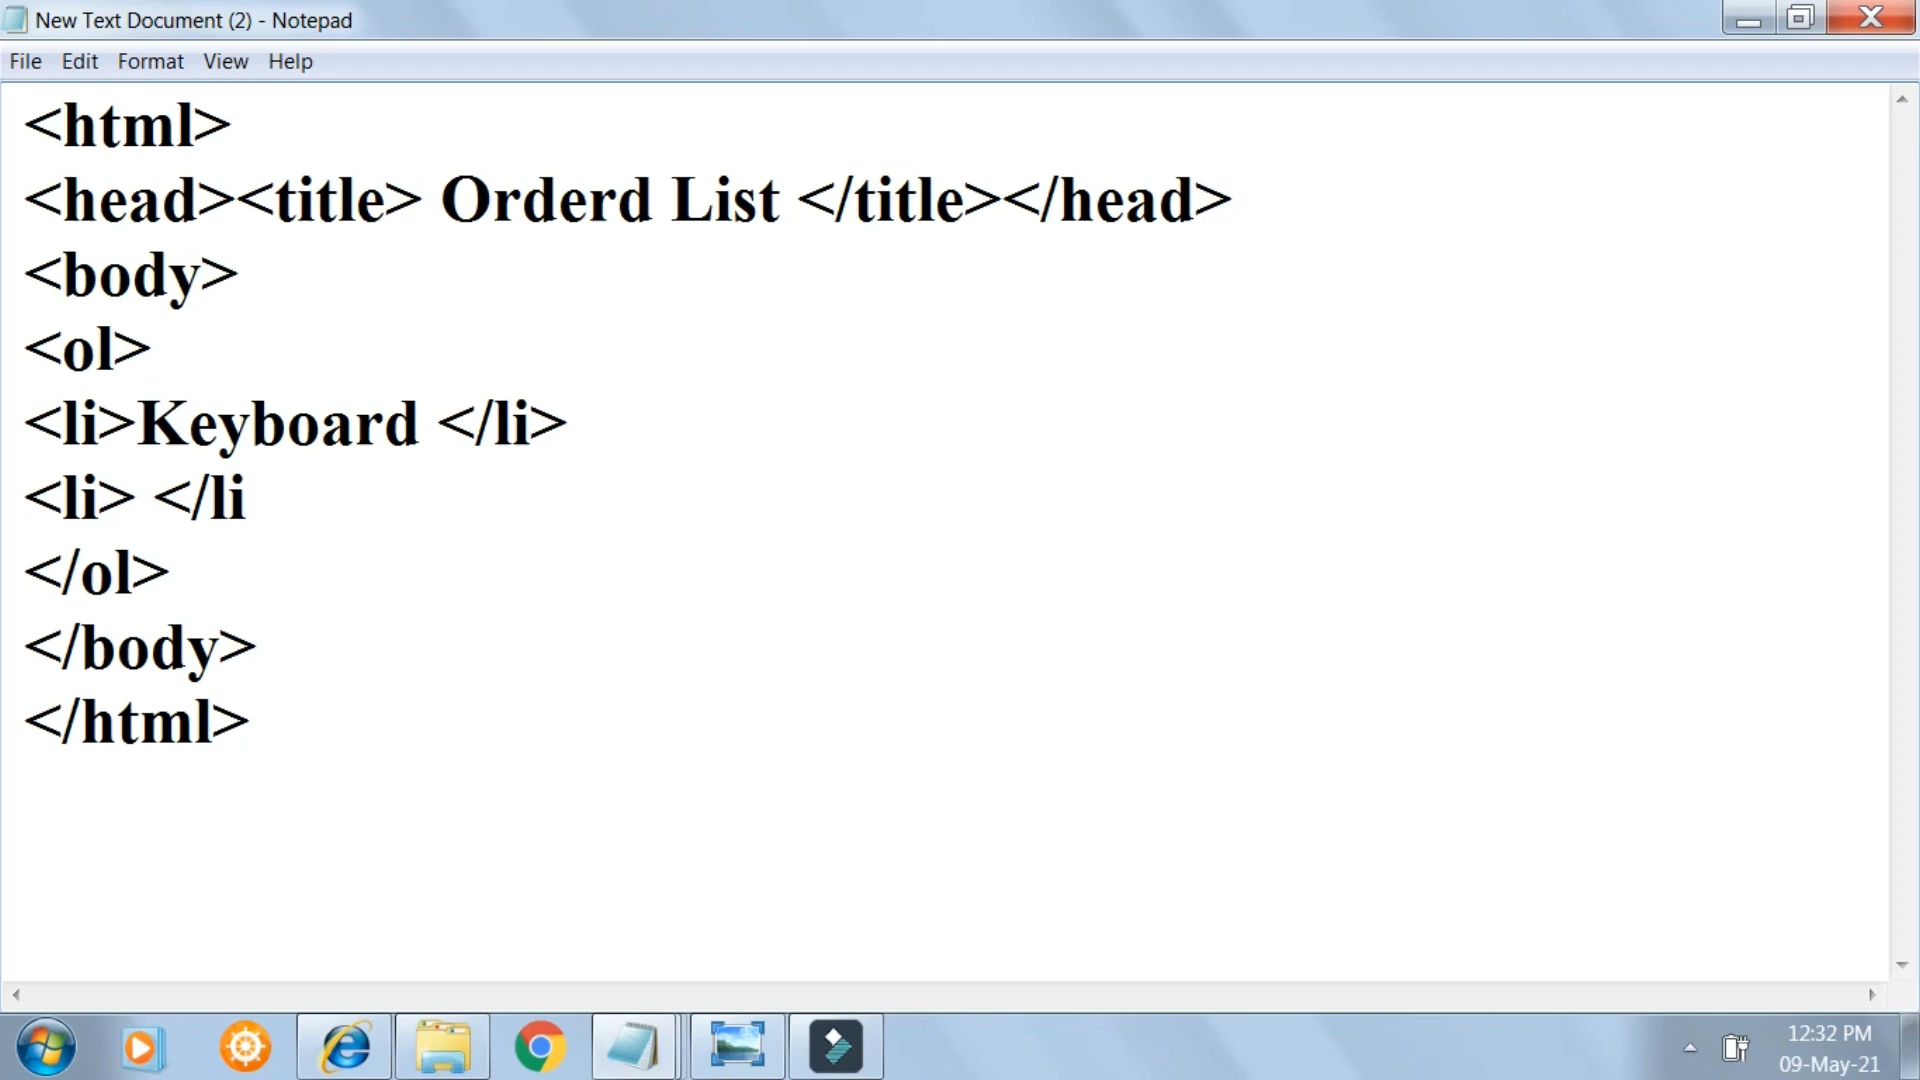 New Text Document (2) - Notepad
File Edit Format View Help
<html>
<head><title> Orderd List </title></head>
<body>
<ol>
<li>Keyboard </li>
<li> </li
</ol>
</body>
</html>
12:32 PM
09-May-21